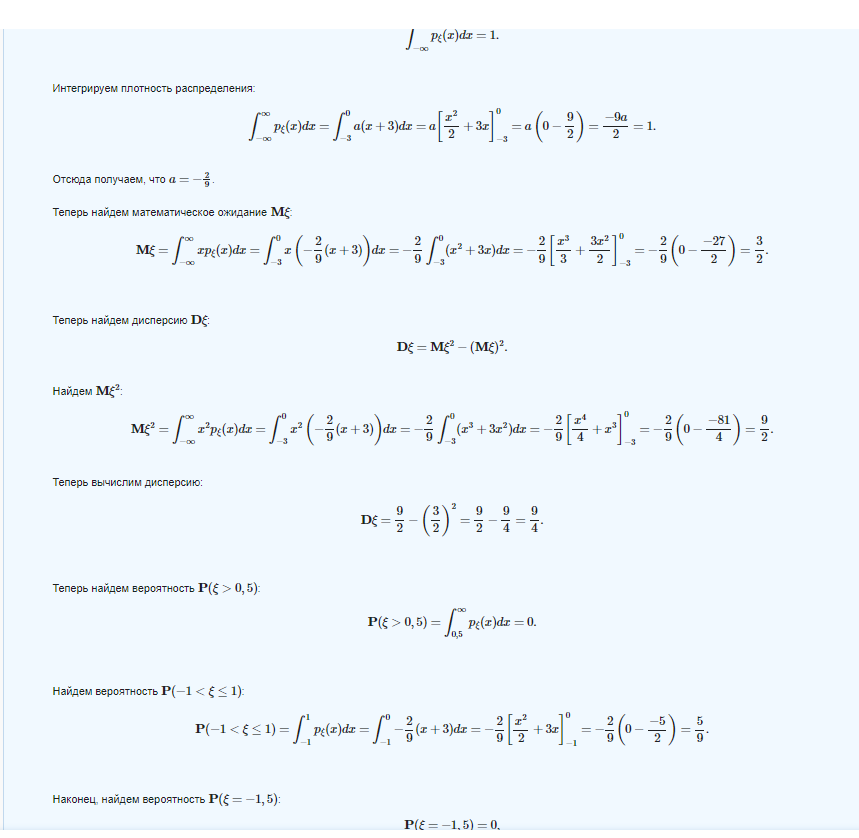 ∫_{−∞} p_ξ(x)dx = 1.
Интегрируем плотность распределения:
∫_{−∞}^{∞} p_ξ(x)dx = ∫_{−3}^{0} a(x + 3)dx = a[x²/2 + 3x]_{−3}^{0} = a(0 − 9/2) = −9a/2 = 1.
Отсюда получаем, что a = −2/9.
Теперь найдем математическое ожидание Mξ:
Mξ = ∫_{−∞}^{∞} xp_ξ(x)dx = ∫_{−3}^{0} x(−2/9(x + 3))dx = −2/9 ∫_{−3}^{0} (x² + 3x)dx = −2/9[x³/3 + 3x²/2]_{−3}^{0} = −2/9(0 − −27/2) = 3/2.
Теперь найдем дисперсию Dξ:
Dξ = Mξ² − (Mξ)².
Найдем Mξ²:
Mξ² = ∫_{−∞}^{∞} x²p_ξ(x)dx = ∫_{−3}^{0} x²(−2/9(x + 3))dx = −2/9 ∫_{−3}^{0} (x³ + 3x²)dx = −2/9[x⁴/4 + x³]_{−3}^{0} = −2/9(0 − −81/4) = 9/2.
Теперь вычислим дисперсию:
Dξ = 9/2 − (3/2)² = 9/2 − 9/4 = 9/4.
Теперь найдем вероятность P(ξ > 0, 5):
P(ξ > 0, 5) = ∫_{0,5}^{∞} p_ξ(x)dx = 0.
Найдем вероятность P(−1 < ξ ≤ 1):
P(−1 < ξ ≤ 1) = ∫_{−1}^{1} p_ξ(x)dx = ∫_{−1}^{0} −2/9(x + 3)dx = −2/9[x²/2 + 3x]_{−1}^{0} = −2/9(0 − −5/2) = 5/9.
Наконец, найдем вероятность P(ξ = −1, 5):
P(ξ = −1, 5) = 0,